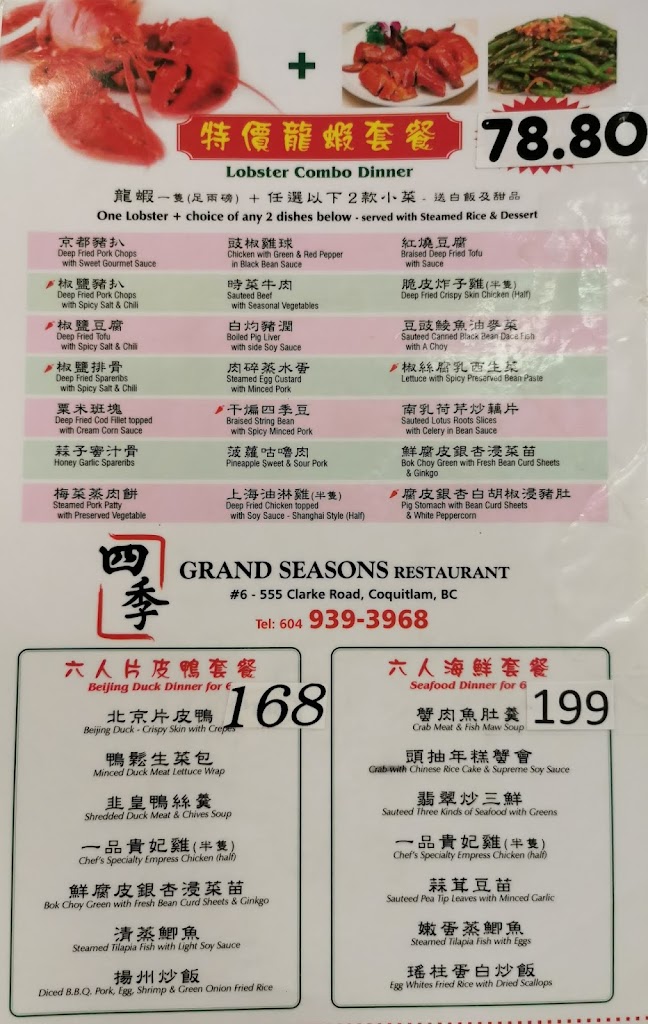 特價龍蝦套餐
78.80
Lobster Combo Dinner
龍蝦一隻(足兩磅) + 任選以下2款小菜 - 送白飯及甜品
One Lobster + choice of any 2 dishes below - served with Steamed Rice & Dessert
京都豬扒
Deep Fried Pork Chops
with Sweet Gourmet Sauce
豉椒雞球
Chicken with Green & Red Pepper
in Black Bean Sauce
紅燒豆腐
Braised Deep Fried Tofu
with Sauce
椒鹽豬扒
Deep Fried Pork Chops
with Spicy Salt & Chili
時菜牛肉
Sauteed Beef
with Seasonal Vegetables
脆皮炸子雞(半隻)
Deep Fried Crispy Skin Chicken (Half)
椒鹽豆腐
Deep Fried Tofu
with Spicy Salt & Chili
白灼豬潤
Boiled Pig Liver
with side Soy Sauce
豆豉鯪魚油麥菜
Sauteed Canned Black Bean Dace Fish
with A Choy
椒鹽排骨
Deep Fried Spareribs
with Spicy Salt & Chili
肉碎蒸水蛋
Steamed Egg Custard
with Minced Pork
椒絲腐乳西生菜
Lettuce with Spicy Preserved Bean Paste
粟米班塊
Deep Fried Cod Fillet topped
with Cream Corn Sauce
干煸四季豆
Braised String Bean
with Spicy Minced Pork
南乳荷芹炒藕片
Sauteed Lotus Roots Slices
with Celery in Bean Sauce
蒜子蜜汁骨
Honey Garlic Spareribs
菠蘿咕嚕肉
Pineapple Sweet & Sour Pork
鮮腐皮銀杏浸菜苗
Bok Choy Green with Fresh Bean Curd Sheets
& Ginkgo
梅菜蒸肉餅
Steamed Pork Patty
with Preserved Vegetable
上海油淋雞(半隻)
Deep Fried Chicken topped
with Soy Sauce - Shanghai Style (Half)
腐皮銀杏白胡椒浸豬肚
Pig Stomach with Bean Curd Sheets
& White Peppercorn
四季
GRAND SEASONS RESTAURANT
#6 - 555 Clarke Road, Coquitlam, BC
Tel: 604 939-3968
六人片皮鴨套餐
Beijing Duck Dinner for 6
168
北京片皮鴨
Beijing Duck - Crispy Skin with Crepes
鴨鬆生菜包
Minced Duck Meat Lettuce Wrap
韭皇鴨絲羹
Shredded Duck Meat & Chives Soup
一品貴妃雞(半隻)
Chef's Specialty Empress Chicken (half)
鮮腐皮銀杏浸菜苗
Bok Choy Green with Fresh Bean Curd Sheets & Ginkgo
清蒸鯽魚
Steamed Tilapia Fish with Light Soy Sauce
揚州炒飯
Diced B.B.Q. Pork, Egg, Shrimp & Green Onion Fried Rice
六人海鮮套餐
Seafood Dinner for 6
199
蟹肉魚肚羹
Crab Meat & Fish Maw Soup
頭抽年糕蟹會
Crab with Chinese Rice Cake & Supreme Soy Sauce
翡翠炒三鮮
Sauteed Three Kinds of Seafood with Greens
一品貴妃雞(半隻)
Chef's Specialty Empress Chicken (half)
蒜茸豆苗
Sauteed Pea Tip Leaves with Minced Garlic
嫩蛋蒸鯽魚
Steamed Tilapia Fish with Eggs
瑤柱蛋白炒飯
Egg Whites Fried Rice with Dried Scallops